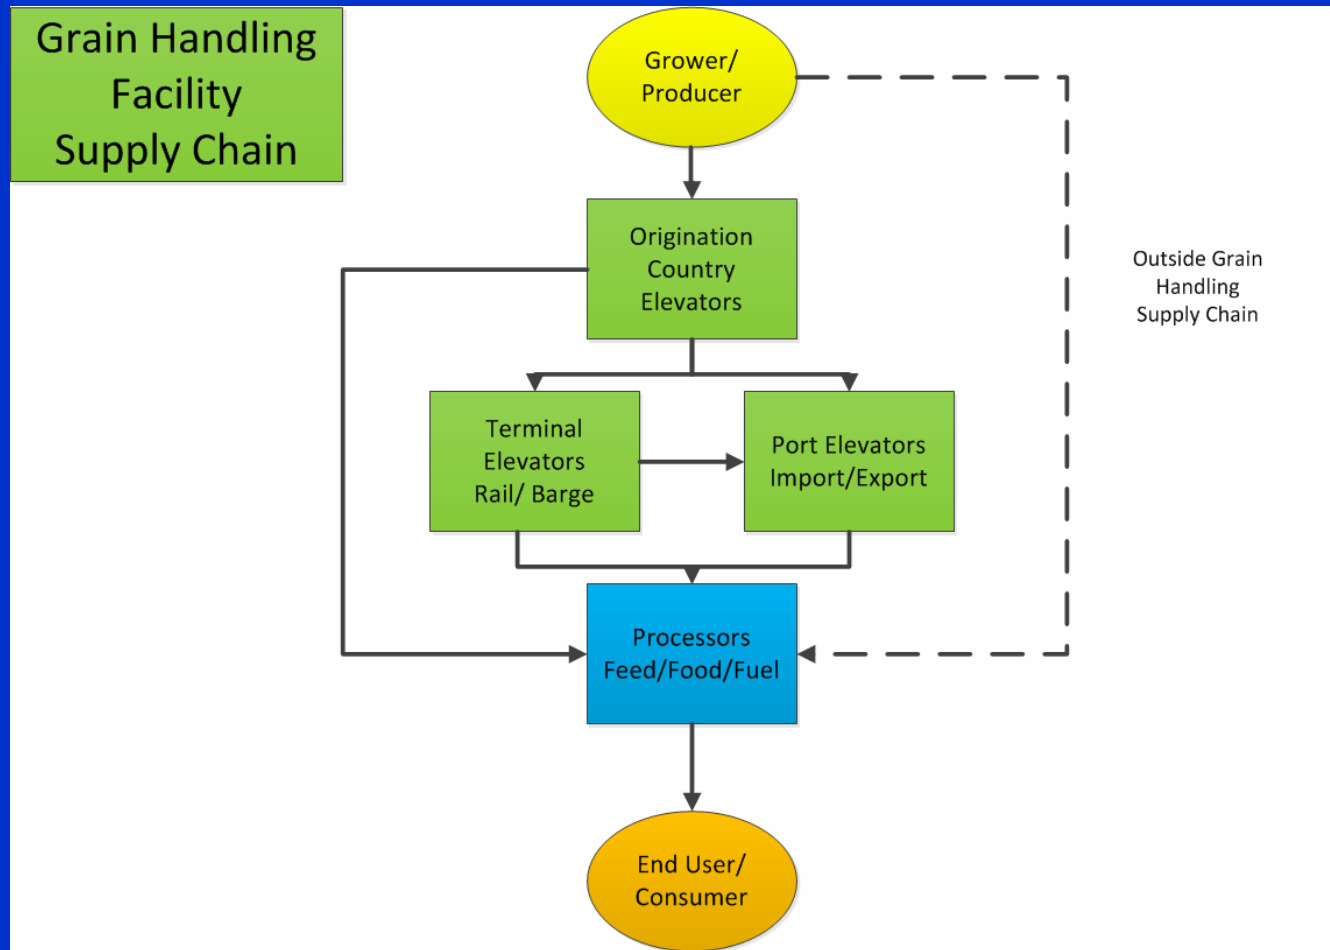 Grain Handling
Facility
Supply Chain
Grower/
Producer
Origination
Country
Elevators
Outside Grain
Handling
Supply Chain
Terminal
Elevators
Rail/ Barge
Port Elevators
Import/Export
Processors
Feed/Food/Fuel
End User/
Consumer